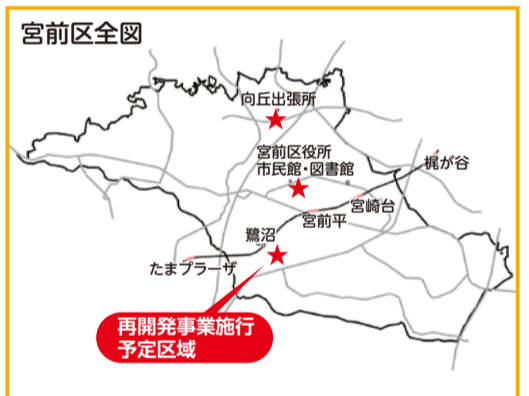 宮前区全図
向丘出張所
宮前区役所
市民館・図書館
梶が谷
宮崎台
宮前平
鷺沼
たまプラーザ
再開発事業施行
予定区域